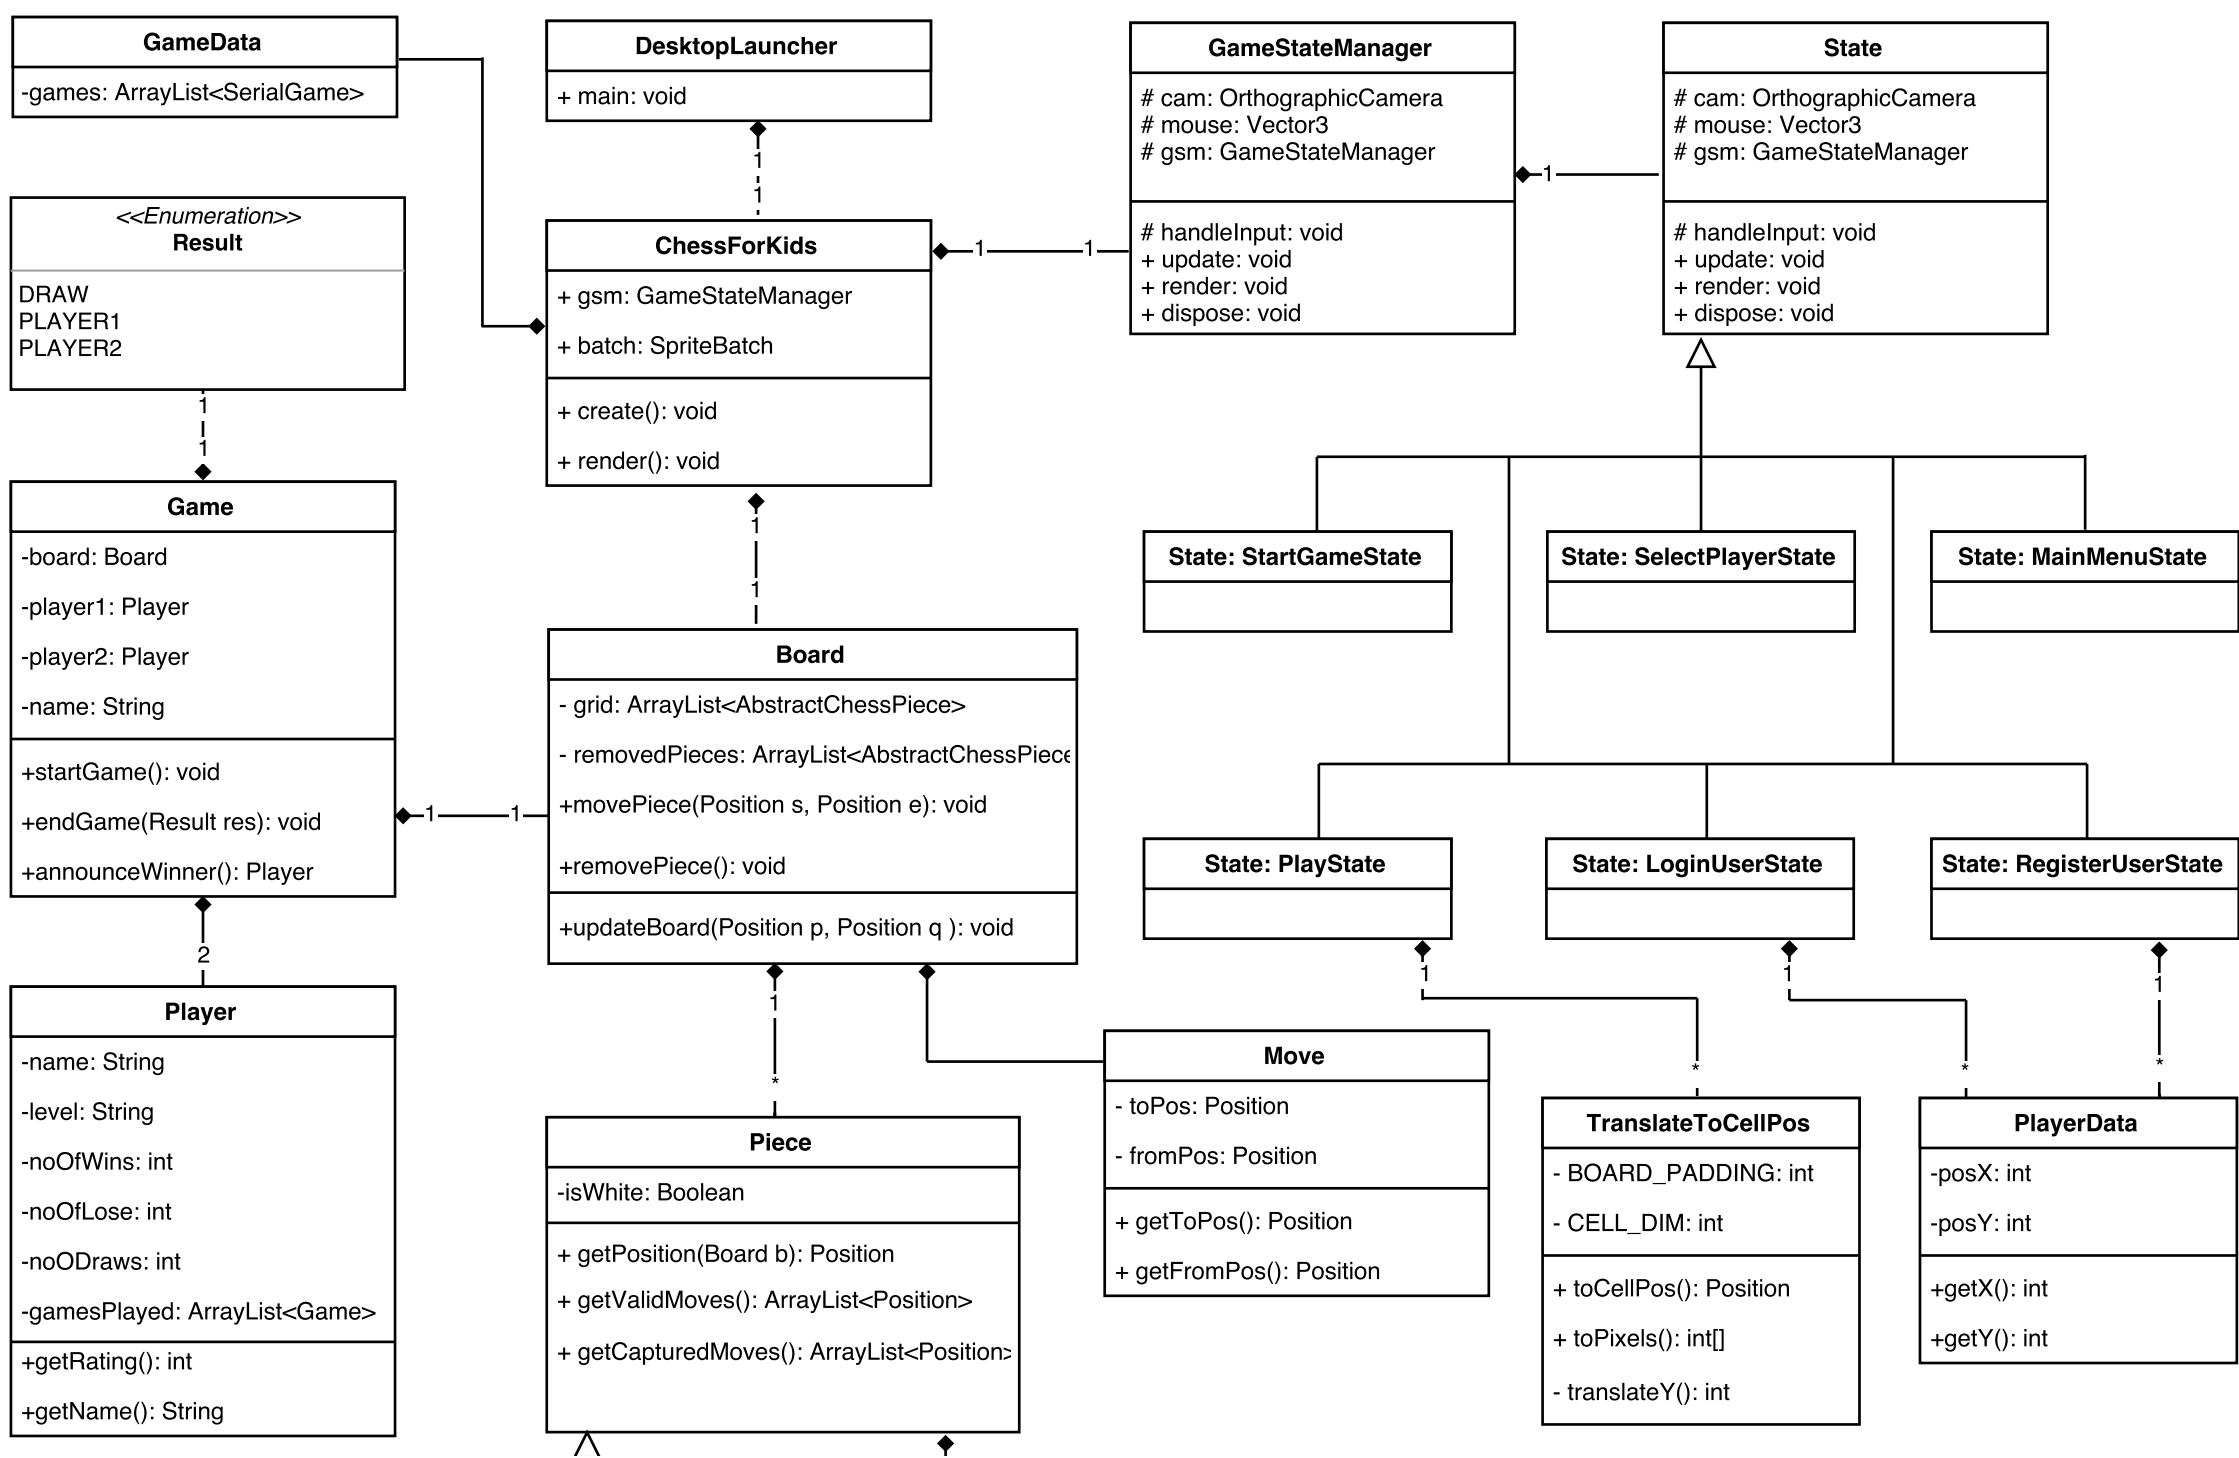 GameData
-games: ArrayList<SerialGame>
DesktopLauncher
+ main: void
1
1
GameStateManager
# cam: OrthographicCamera
# mouse: Vector3
# gsm: GameStateManager
# handleInput: void
+ update: void
+ render: void
+ dispose: void
1
State
# cam: OrthographicCamera
# mouse: Vector3
# gsm: GameStateManager
# handleInput: void
+ update: void
+ render: void
+ dispose: void
<<Enumeration>>
Result
DRAW
PLAYER1
PLAYER2
1
1
ChessForKids
+ gsm: GameStateManager
+ batch: SpriteBatch
+ create(): void
+ render(): void
1
1
1
1
Game
-board: Board
-player1: Player
-player2: Player
-name: String
+startGame(): void
+endGame(Result res): void
+announceWinner(): Player
1
1
2
Board
- grid: ArrayList<AbstractChessPiece>
- removedPieces: ArrayList<AbstractChessPiece
+movePiece(Position s, Position e): void
+removePiece(): void
+updateBoard(Position p, Position q ): void
1
*
State: StartGameState
State: SelectPlayerState
State: MainMenuState
State: PlayState
State: LoginUserState
State: RegisterUserState
1
*
1
*
1
*
Player
-name: String
-level: String
-noOfWins: int
-noOfLose: int
-noODraws: int
-gamesPlayed: ArrayList<Game>
+getRating(): int
+getName(): String
Piece
-isWhite: Boolean
+ getPosition(Board b): Position
+ getValidMoves(): ArrayList<Position>
+ getCapturedMoves(): ArrayList<Position>
Move
- toPos: Position
- fromPos: Position
+ getToPos(): Position
+ getFromPos(): Position
TranslateToCellPos
- BOARD_PADDING: int
- CELL_DIM: int
+ toCellPos(): Position
+ toPixels(): int[]
- translateY(): int
PlayerData
-posX: int
-posY: int
+getX(): int
+getY(): int